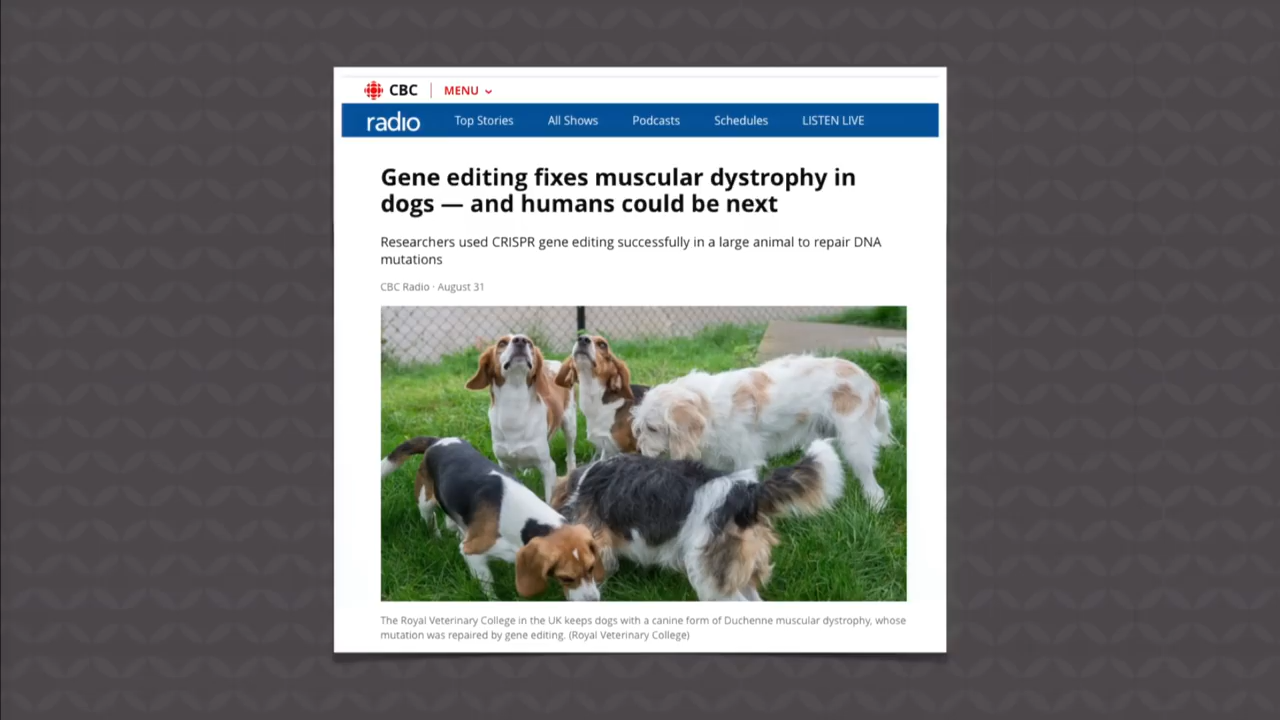 CBC MENU
radio Top Stories All Shows Podcasts Schedules LISTEN LIVE
Gene editing fixes muscular dystrophy in
dogs — and humans could be next
Researchers used CRISPR gene editing successfully in a large animal to repair DNA
mutations
CBC Radio · August 31
The Royal Veterinary College in the UK keeps dogs with a canine form of Duchenne muscular dystrophy, whose
mutation was repaired by gene editing. (Royal Veterinary College)